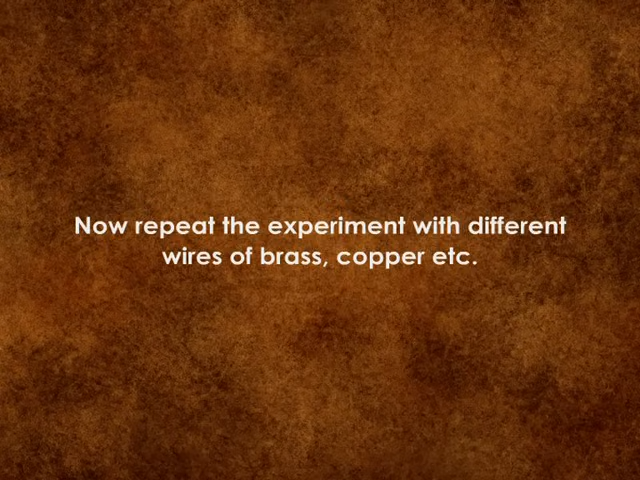 Now repeat the experiment with different
wires of brass, copper etc.